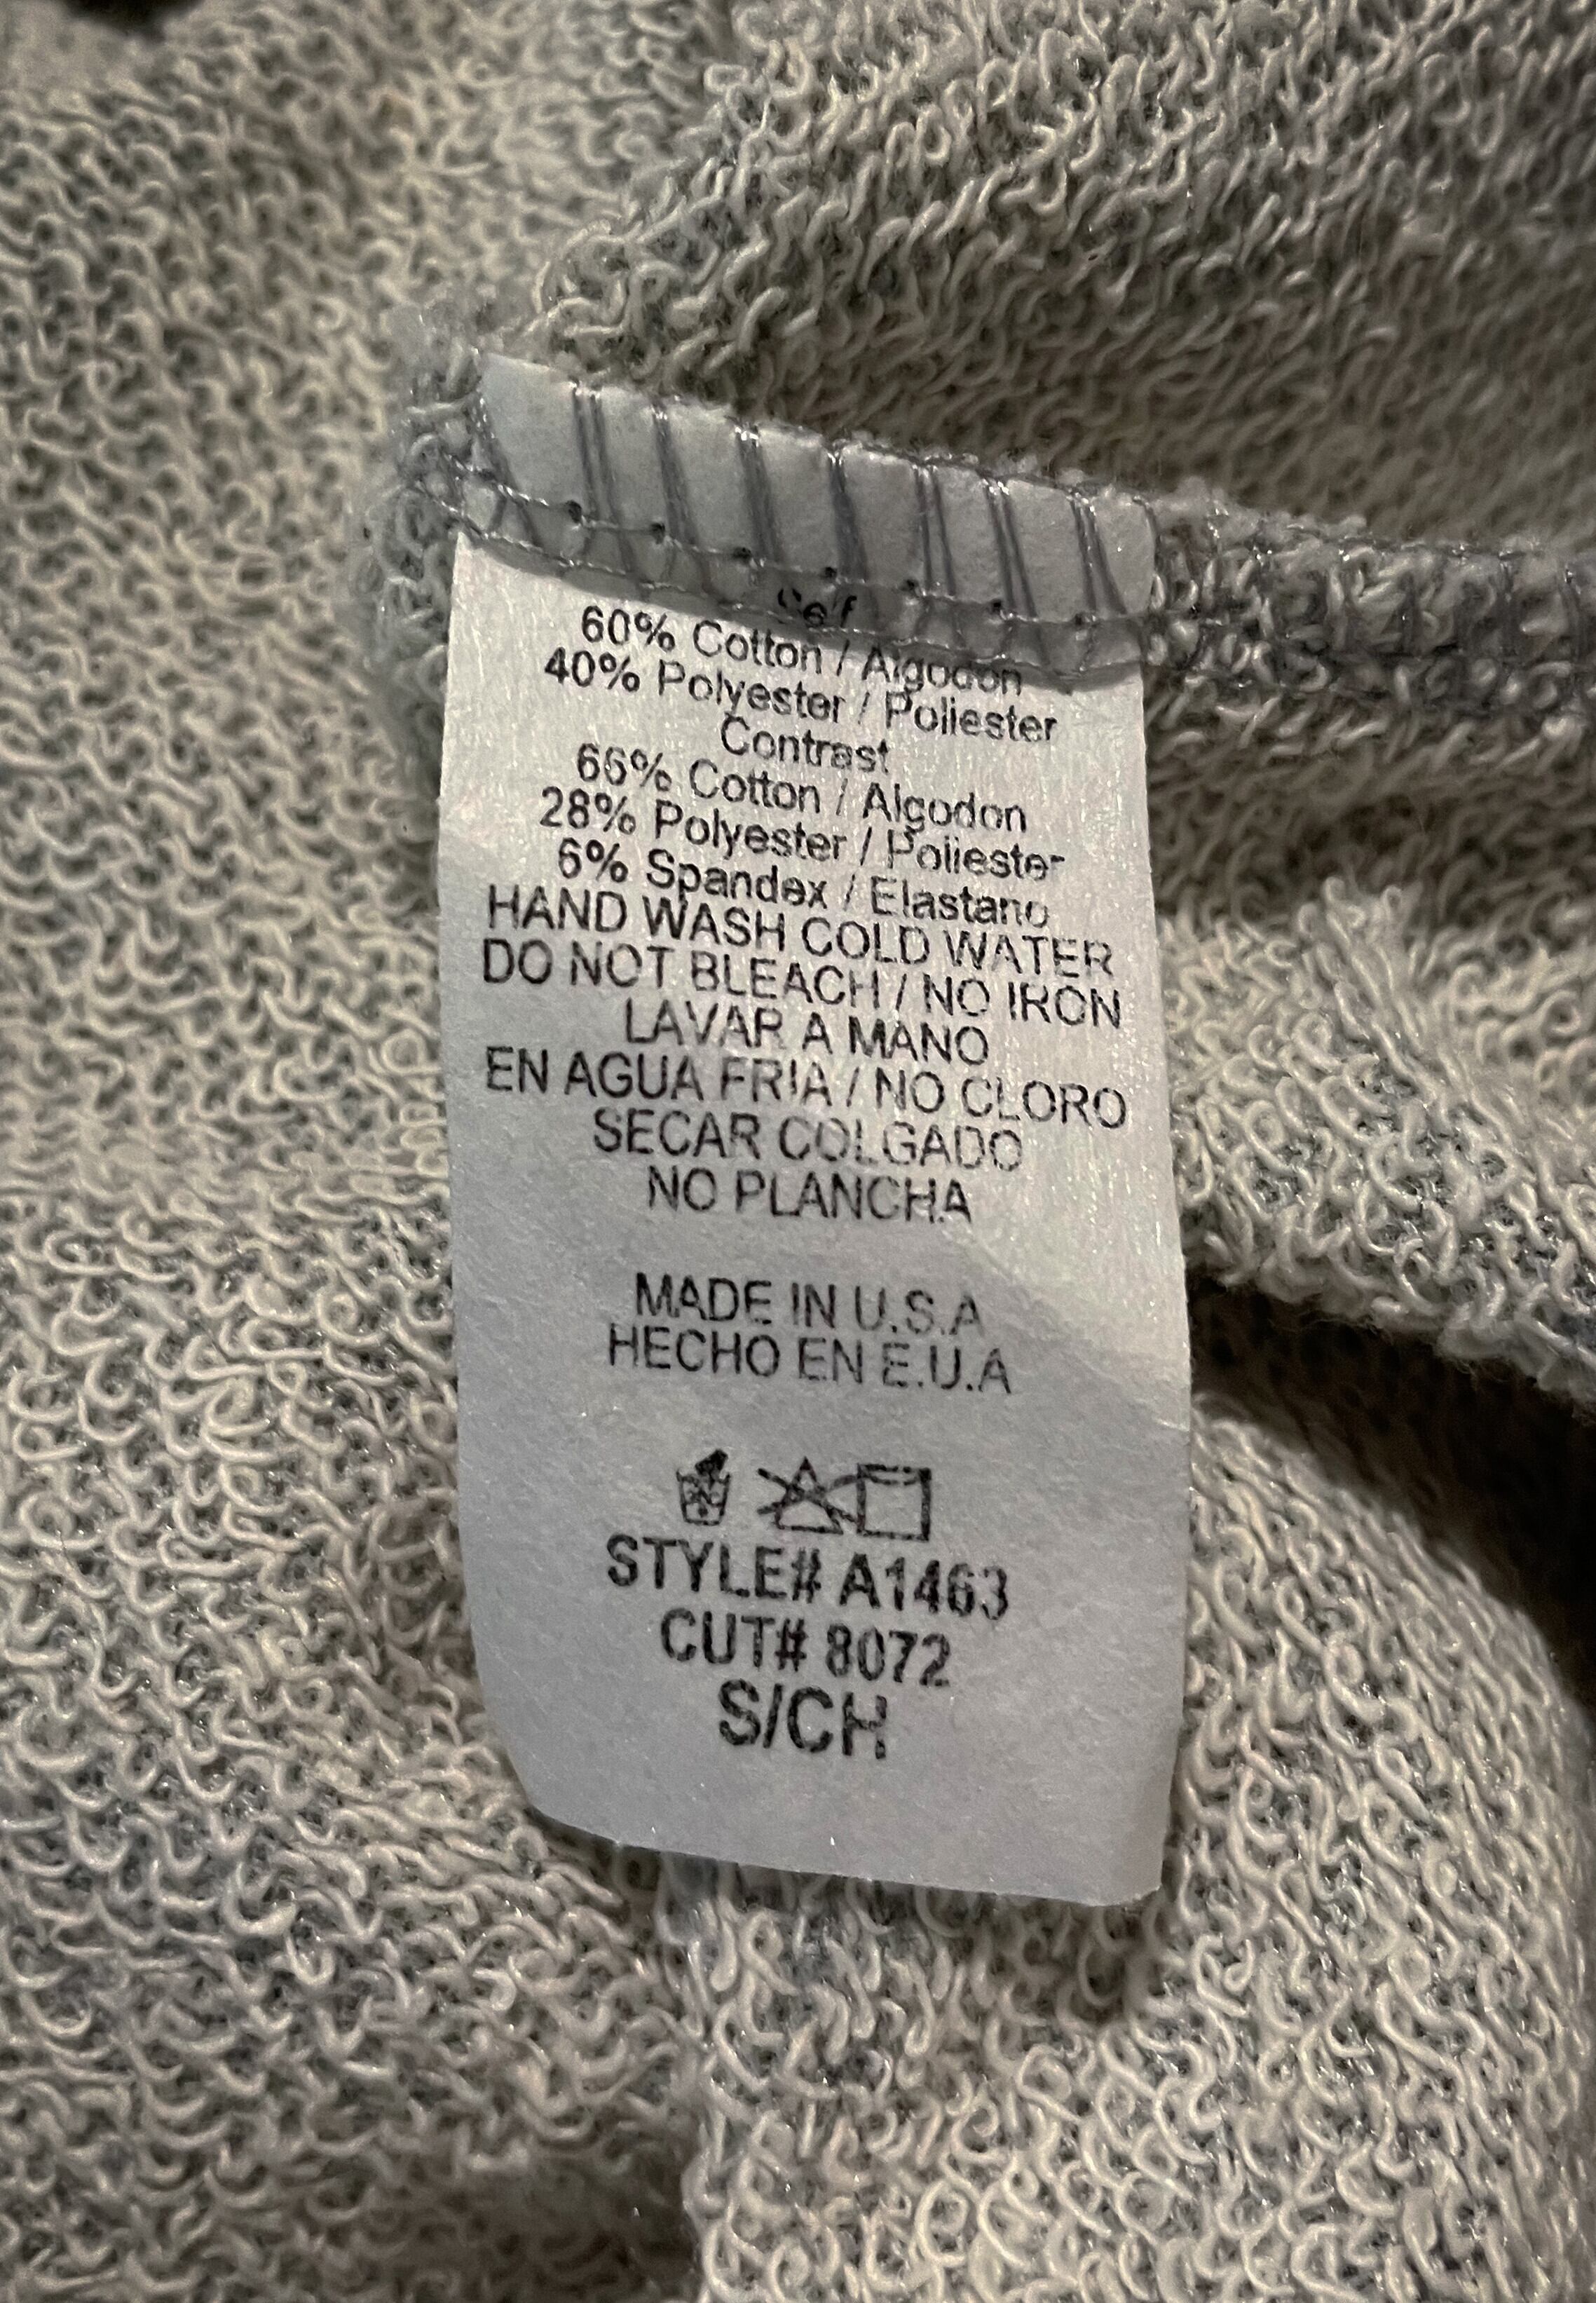 Self
60% Cotton / Algodon
40% Polyester / Poliester
Contrast
66% Cotton / Algodon
28% Polyester / Poliester
6% Spandex / Elastano
HAND WASH COLD WATER
DO NOT BLEACH / NO IRON
LAVAR A MANO
EN AGUA FRIA / NO CLORO
SECAR COLGADO
NO PLANCHA
MADE IN U.S.A
HECHO EN E.U.A
STYLE# A1463
CUT# 8072
S/CH